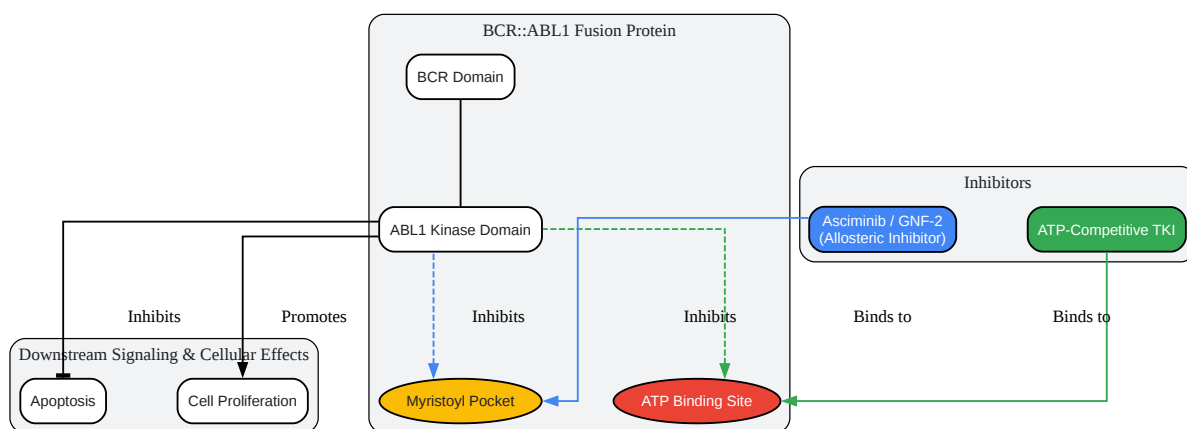 BCR::ABL1 Fusion Protein
BCR Domain
Inhibitors
ABL1 Kinase Domain
Asciminib / GNF-2
(Allosteric Inhibitor)
ATP-Competitive TKI
Inhibits
Promotes
Inhibits
Inhibits
Binds to
Binds to
Downstream Signaling & Cellular Effects
Apoptosis
Cell Proliferation
Myristoyl Pocket
ATP Binding Site